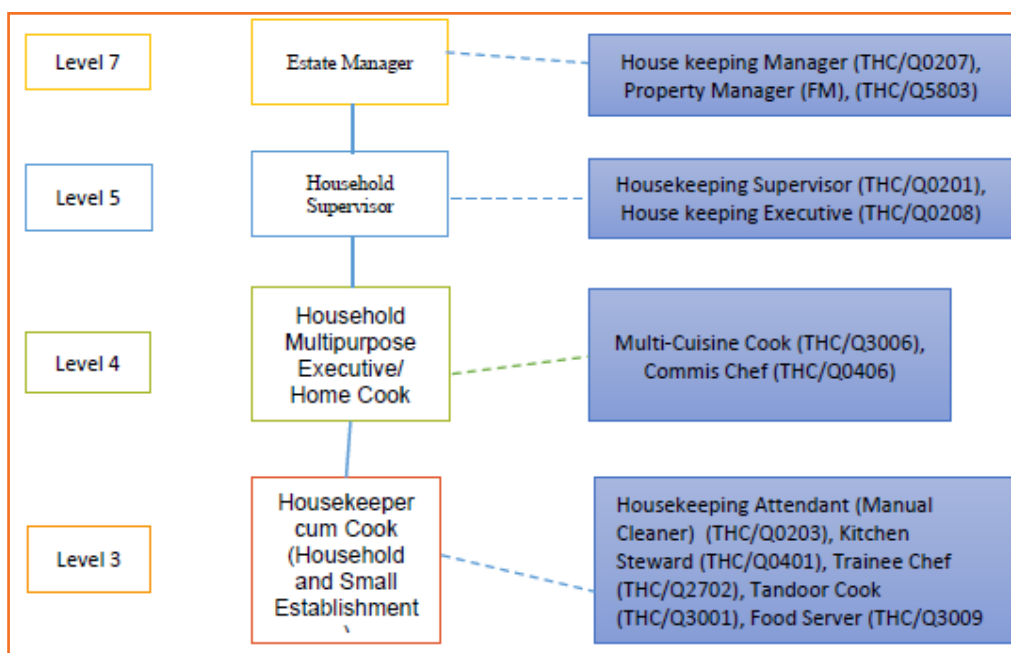 Level 7
Estate Manager
House keeping Manager (THC/Q0207),
Property Manager (FM), (THC/Q5803)
Level 5
Household
Supervisor
Housekeeping Supervisor (THC/Q0201),
House keeping Executive (THC/Q0208)
Level 4
Household
Multipurpose
Executive/
Home Cook
Multi-Cuisine Cook (THC/Q3006),
Commis Chef (THC/Q0406)
Level 3
Housekeeper
cum Cook
(Household
and Small
Establishment
)
Housekeeping Attendant (Manual
Cleaner)  (THC/Q0203), Kitchen
Steward (THC/Q0401), Trainee Chef
(THC/Q2702), Tandoor Cook
(THC/Q3001), Food Server (THC/Q3009